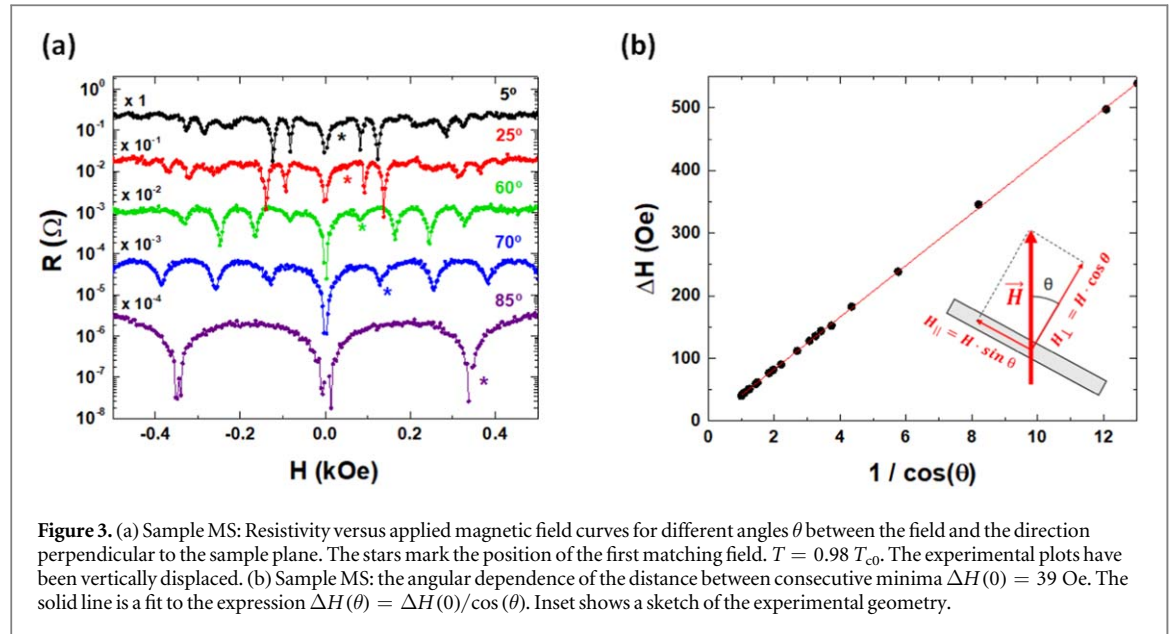 (a)
(b)
R (Ω)
10⁰
10⁻¹
10⁻²
10⁻³
10⁻⁴
10⁻⁵
10⁻⁶
10⁻⁷
10⁻⁸
x 1
5º
*
x 10⁻¹
25º
*
x 10⁻²
60º
*
x 10⁻³
70º
*
x 10⁻⁴
85º
*
-0.4 -0.2 0.0 0.2 0.4
H (kOe)
ΔH (Oe)
500
400
300
200
100
0
0 2 4 6 8 10 12
1 / cos(θ)
H
θ
H⊥ = H · cos θ
H|| = H · sin θ
Figure 3. (a) Sample MS: Resistivity versus applied magnetic field curves for different angles θ between the field and the direction
perpendicular to the sample plane. The stars mark the position of the first matching field. T = 0.98 Tc0. The experimental plots have
been vertically displaced. (b) Sample MS: the angular dependence of the distance between consecutive minima ΔH(0) = 39 Oe. The
solid line is a fit to the expression ΔH(θ) = ΔH(0)/cos (θ). Inset shows a sketch of the experimental geometry.